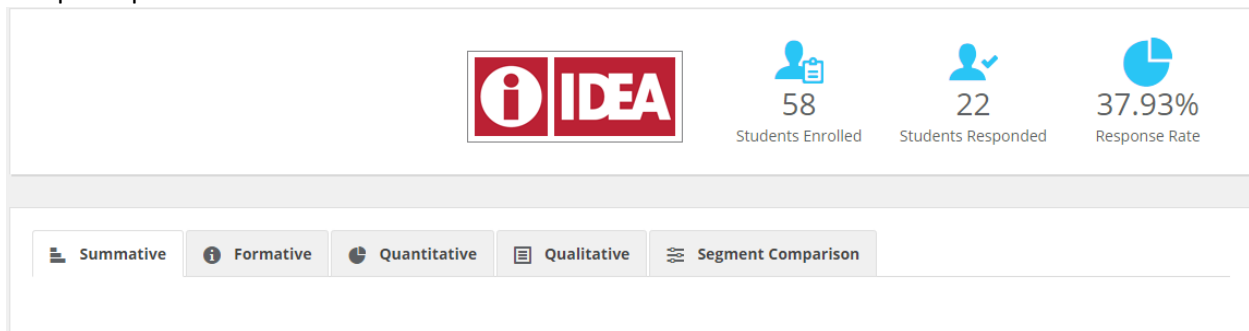 i IDEA
58
Students Enrolled
22
Students Responded
37.93%
Response Rate
Summative
Formative
Quantitative
Qualitative
Segment Comparison